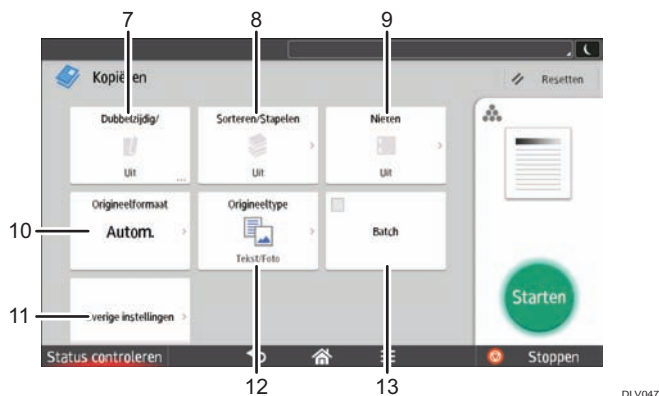 7 8 9
Kopiëren
Resetten
Dubbelzijdig/ Sorteren/Stapelen Nieten
Uit ... Uit Uit
Origineelformaat Origineeltype
10 Autom. Batch
Tekst/Foto
Starten
11 verige instellingen
Status controleren Stoppen
12 13
DLV047